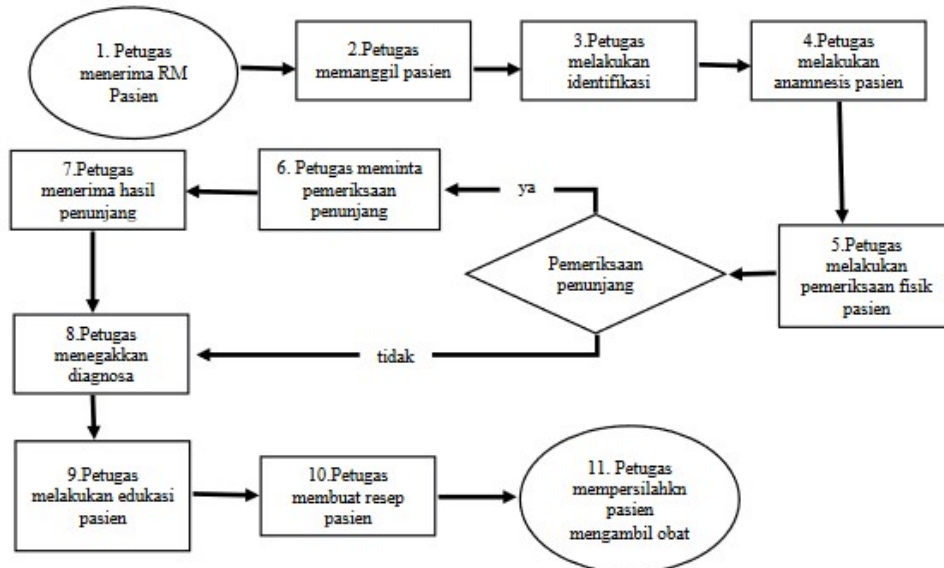 1. Petugas
menerima RM
Pasien
2.Petugas
memanggil pasien
3.Petugas
melakukan
identifikasi
4.Petugas
melakukan
anamnesis pasien
7.Petugas
menerima hasil
penunjang
6. Petugas meminta
pemeriksaan
penunjang
ya
Pemeriksaan
penunjang
5.Petugas
melakukan
pemeriksaan fisik
pasien
8.Petugas
menegakkan
diagnosa
tidak
9.Petugas
melakukan edukasi
pasien
10.Petugas
membuat resep
pasien
11. Petugas
mempersilahkn
pasien
mengambil obat